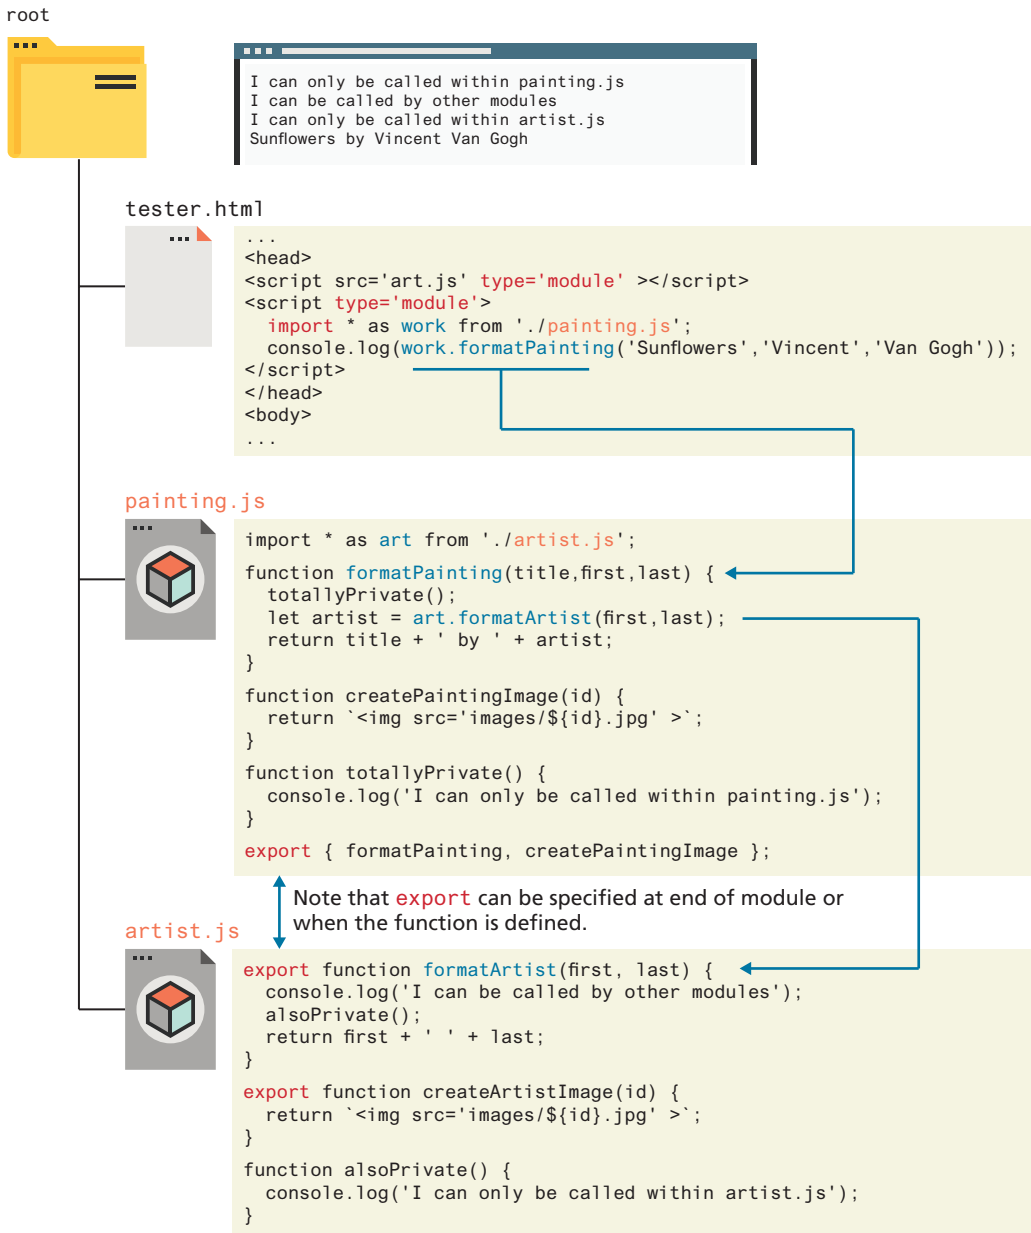 root
I can only be called within painting.js
I can be called by other modules
I can only be called within artist.js
Sunflowers by Vincent Van Gogh
tester.html
...
<head>
<script src='art.js' type='module' ></script>
<script type='module'>
  import * as work from './painting.js';
  console.log(work.formatPainting('Sunflowers','Vincent','Van Gogh'));
</script>
</head>
<body>
...
painting.js
import * as art from './artist.js';
function formatPainting(title,first,last) {
  totallyPrivate();
  let artist = art.formatArtist(first,last);
  return title + ' by ' + artist;
}
function createPaintingImage(id) {
  return `<img src='images/${id}.jpg' >`;
}
function totallyPrivate() {
  console.log('I can only be called within painting.js');
}
export { formatPainting, createPaintingImage };
Note that export can be specified at end of module or
when the function is defined.
artist.js
export function formatArtist(first, last) {
  console.log('I can be called by other modules');
  alsoPrivate();
  return first + ' ' + last;
}
export function createArtistImage(id) {
  return `<img src='images/${id}.jpg' >`;
}
function alsoPrivate() {
  console.log('I can only be called within artist.js');
}